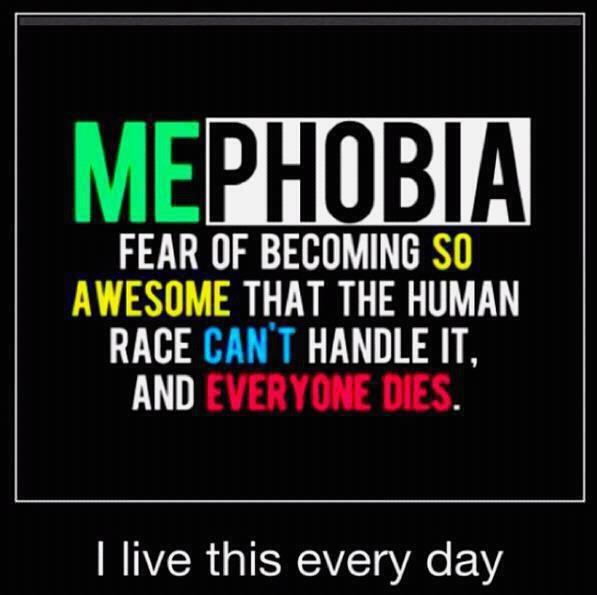 MEPHOBIA
FEAR OF BECOMING SO
AWESOME THAT THE HUMAN
RACE CAN'T HANDLE IT,
AND EVERYONE DIES.
I live this every day